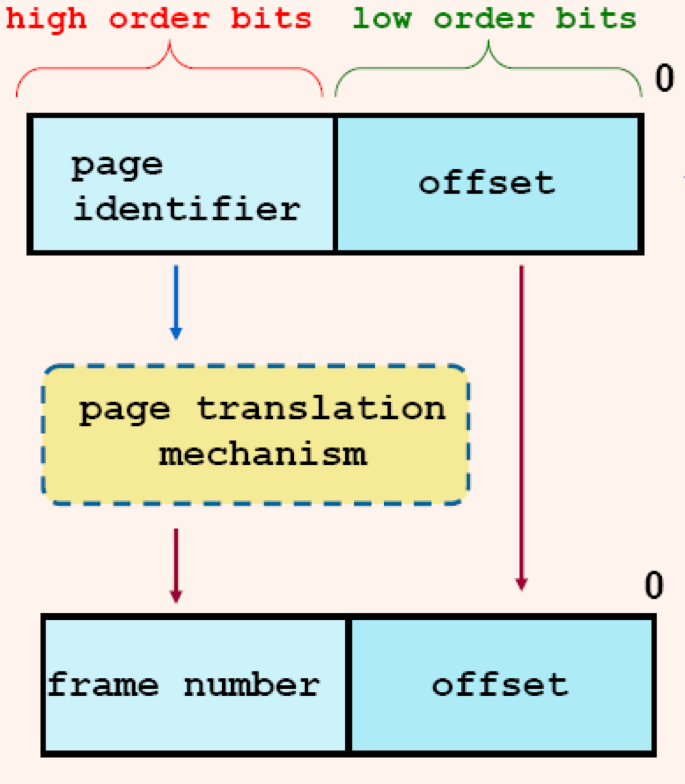 high order bits low order bits
0
page
identifier
offset
page translation
mechanism
0
frame number
offset